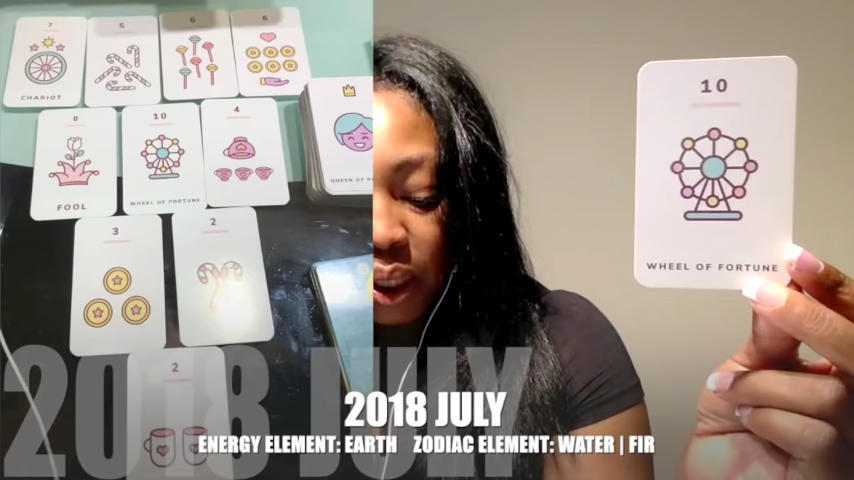 7
5
6
6
CHARIOT
0
10
4
FOOL
WHEEL OF FORTUNE
QUEEN OF
3
2
2
10
WHEEL OF FORTUNE
2018 JULY
2018 JULY
ENERGY ELEMENT: EARTH ZODIAC ELEMENT: WATER | FIR